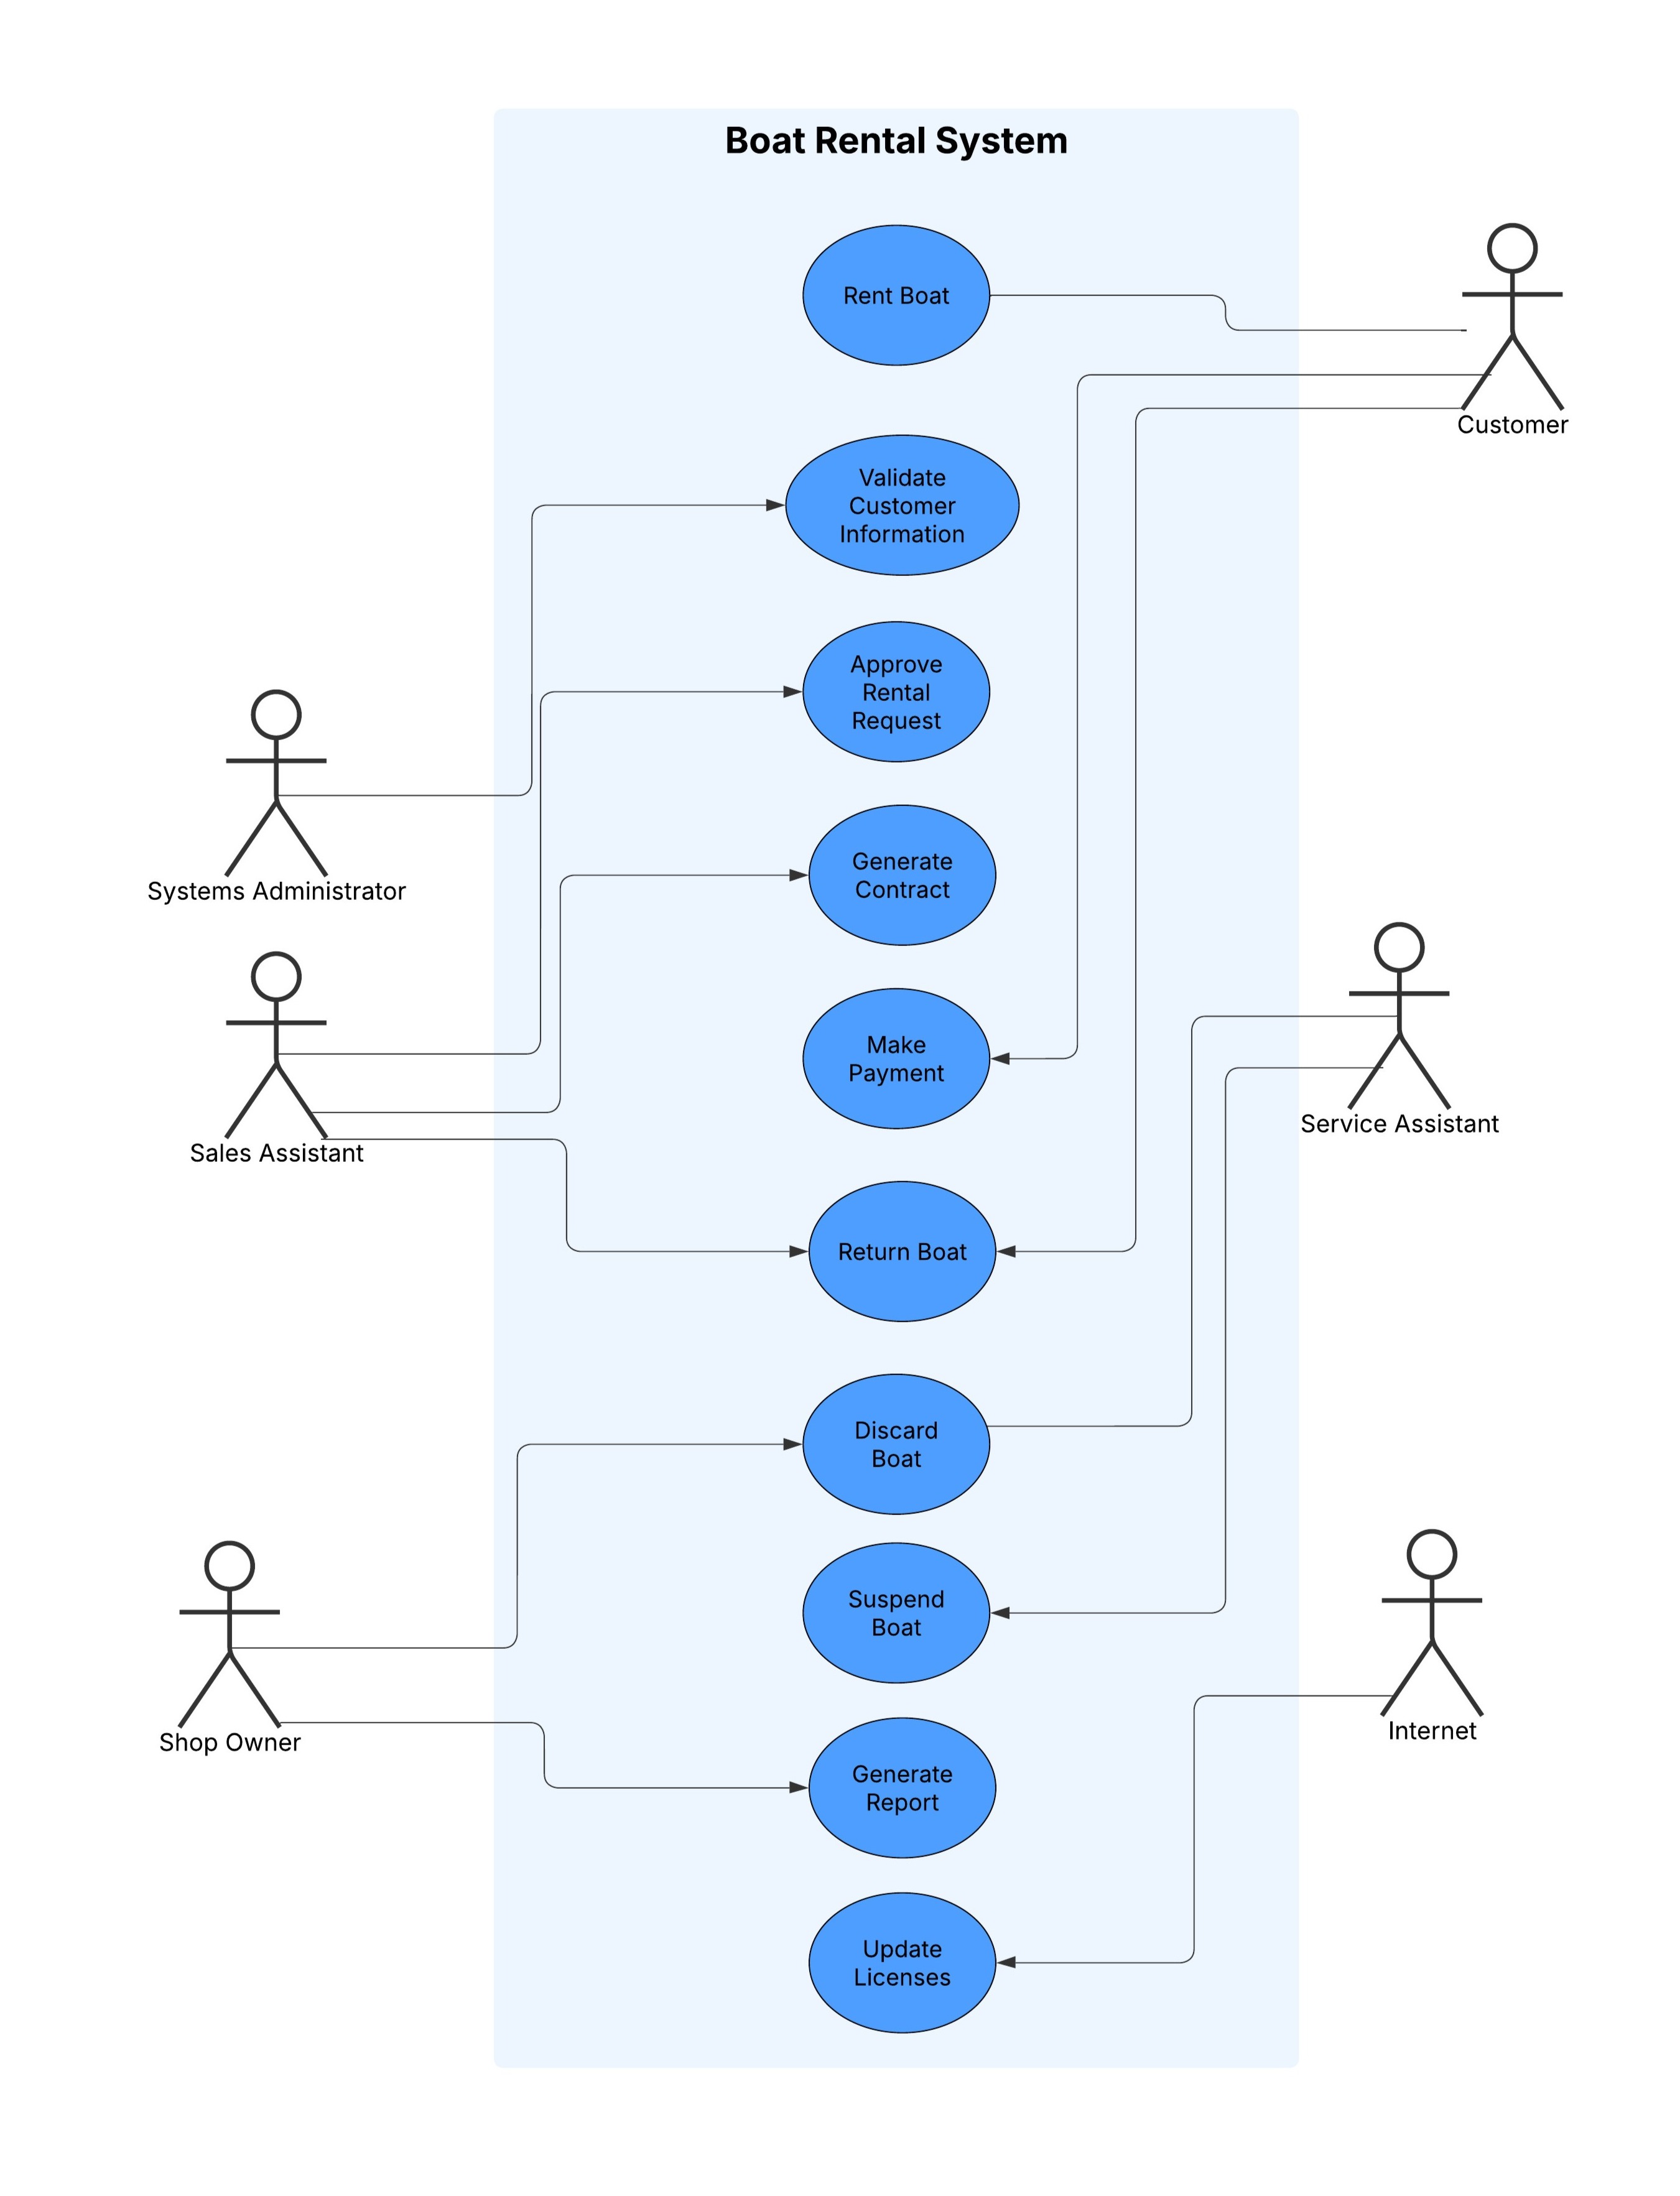 Boat Rental System
Rent Boat
Customer
Validate
Customer
Information
Approve
Rental
Request
Systems Administrator
Generate
Contract
Sales Assistant
Make
Payment
Service Assistant
Return Boat
Discard
Boat
Suspend
Boat
Shop Owner
Internet
Generate
Report
Update
Licenses